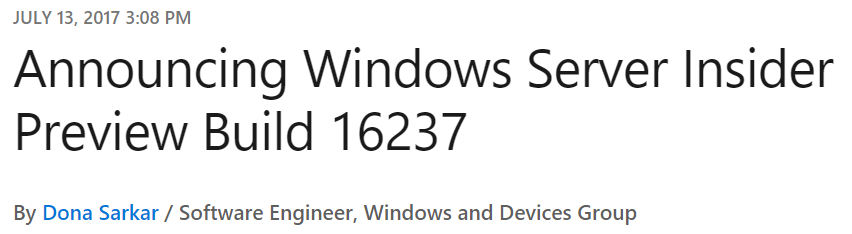 JULY 13, 2017 3:08 PM
Announcing Windows Server Insider
Preview Build 16237
By Dona Sarkar / Software Engineer, Windows and Devices Group